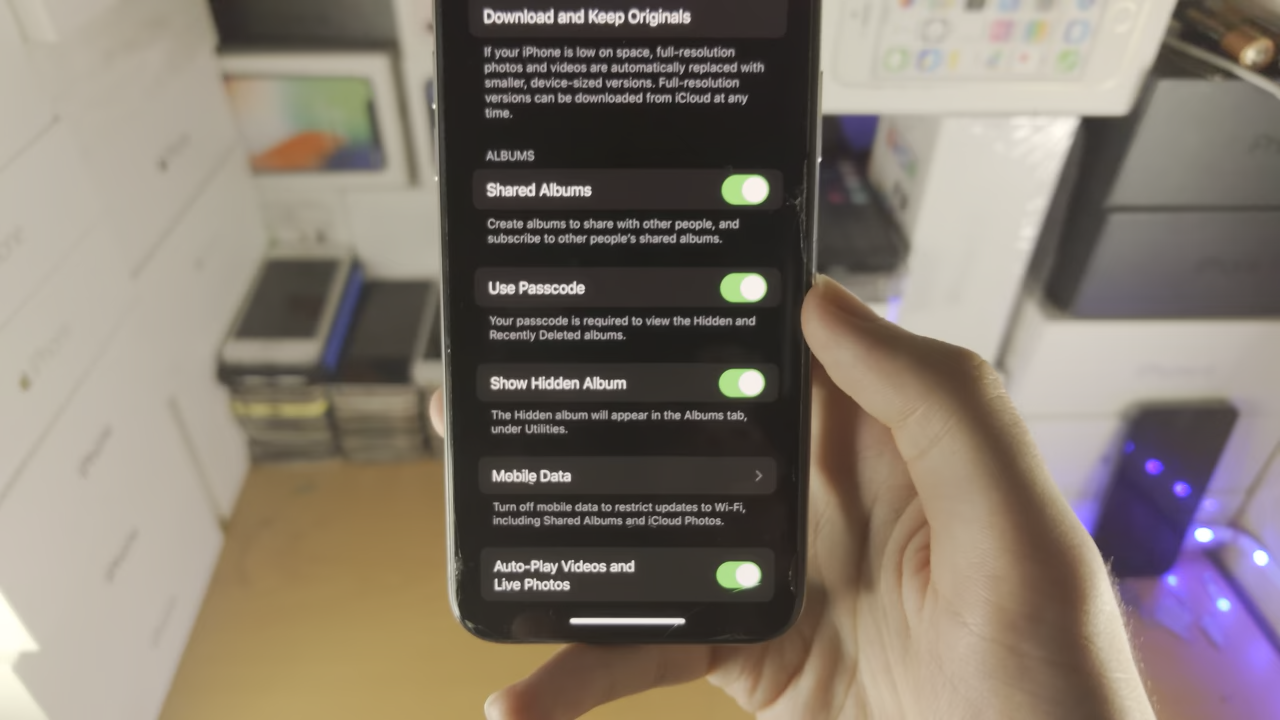 Download and Keep Originals
If your iPhone is low on space, full-resolution
photos and videos are automatically replaced with
smaller, device-sized versions. Full-resolution
versions can be downloaded from iCloud at any
time.
ALBUMS
Shared Albums
Create albums to share with other people, and
subscribe to other people's shared albums.
Use Passcode
Your passcode is required to view the Hidden and
Recently Deleted albums.
Show Hidden Album
The Hidden album will appear in the Albums tab,
under Utilities.
Mobile Data
Turn off mobile data to restrict updates to Wi-Fi,
including Shared Albums and iCloud Photos.
Auto-Play Videos and
Live Photos